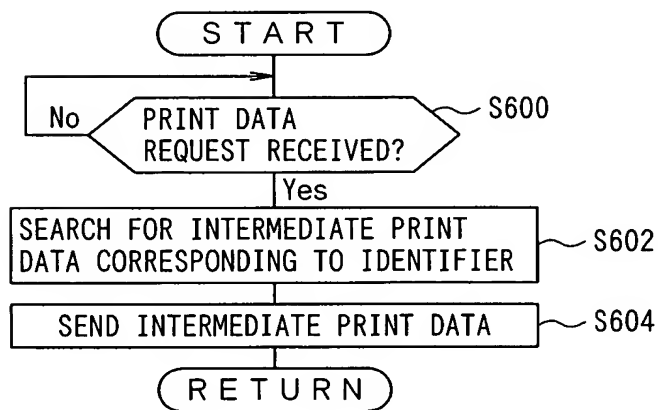 START
No
PRINT DATA
REQUEST RECEIVED?
S600
Yes
SEARCH FOR INTERMEDIATE PRINT
DATA CORRESPONDING TO IDENTIFIER
S602
SEND INTERMEDIATE PRINT DATA
S604
RETURN